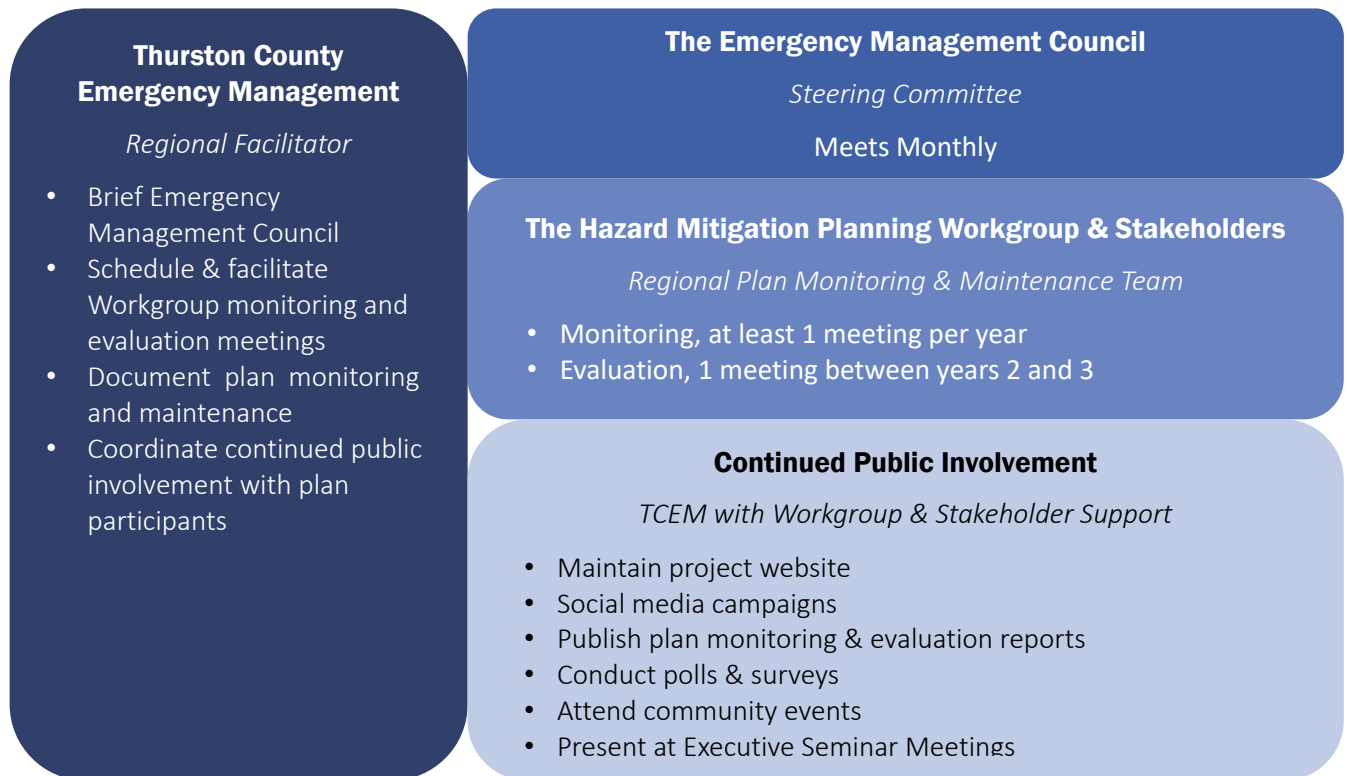 Thurston County
Emergency Management
Regional Facilitator
• Brief Emergency
Management Council
• Schedule & facilitate
Workgroup monitoring and
evaluation meetings
• Document plan monitoring
and maintenance
• Coordinate continued public
involvement with plan
participants
The Emergency Management Council
Steering Committee
Meets Monthly
The Hazard Mitigation Planning Workgroup & Stakeholders
Regional Plan Monitoring & Maintenance Team
• Monitoring, at least 1 meeting per year
• Evaluation, 1 meeting between years 2 and 3
Continued Public Involvement
TCEM with Workgroup & Stakeholder Support
• Maintain project website
• Social media campaigns
• Publish plan monitoring & evaluation reports
• Conduct polls & surveys
• Attend community events
• Present at Executive Seminar Meetings